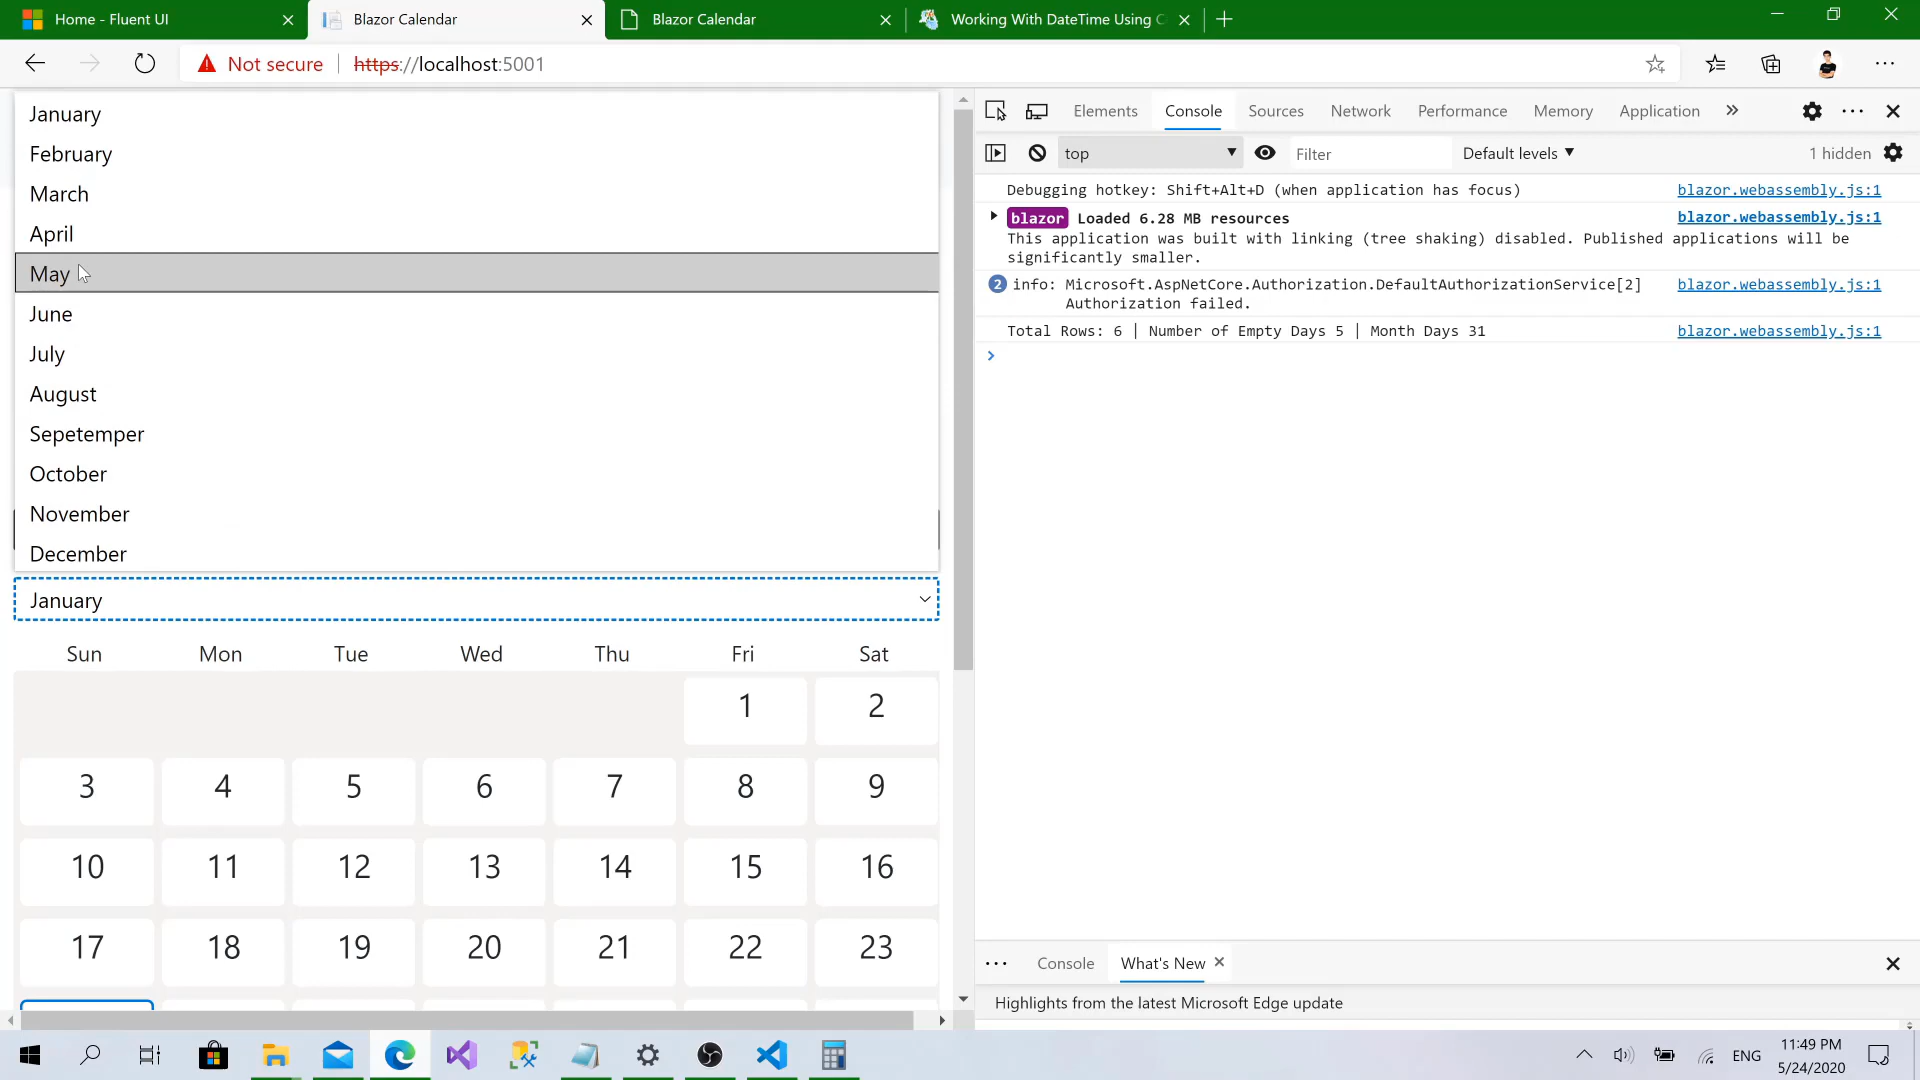 Home - Fluent UI
Blazor Calendar
Blazor Calendar
Working With DateTime Using C
Not secure
https://localhost:5001
January
February
March
April
May
June
July
August
Sepetemper
October
November
December
January
Sun Mon Tue Wed Thu Fri Sat
1 2
3 4 5 6 7 8 9
10 11 12 13 14 15 16
17 18 19 20 21 22 23
Elements Console Sources Network Performance Memory Application
top Filter Default levels 1 hidden
Debugging hotkey: Shift+Alt+D (when application has focus) blazor.webassembly.js:1
blazor Loaded 6.28 MB resources blazor.webassembly.js:1
This application was built with linking (tree shaking) disabled. Published applications will be
significantly smaller.
2 info: Microsoft.AspNetCore.Authorization.DefaultAuthorizationService[2] blazor.webassembly.js:1
Authorization failed.
Total Rows: 6 | Number of Empty Days 5 | Month Days 31 blazor.webassembly.js:1
Console What's New
Highlights from the latest Microsoft Edge update
ENG
11:49 PM
5/24/2020